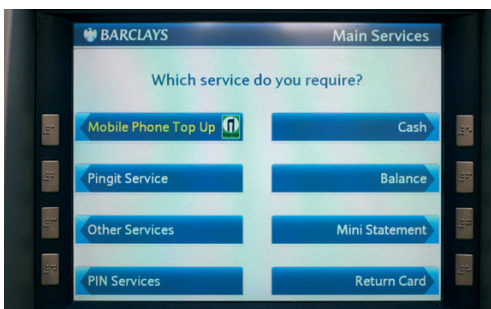 BARCLAYS
Main Services
Which service do you require?
Mobile Phone Top Up
Cash
Pingit Service
Balance
Other Services
Mini Statement
PIN Services
Return Card